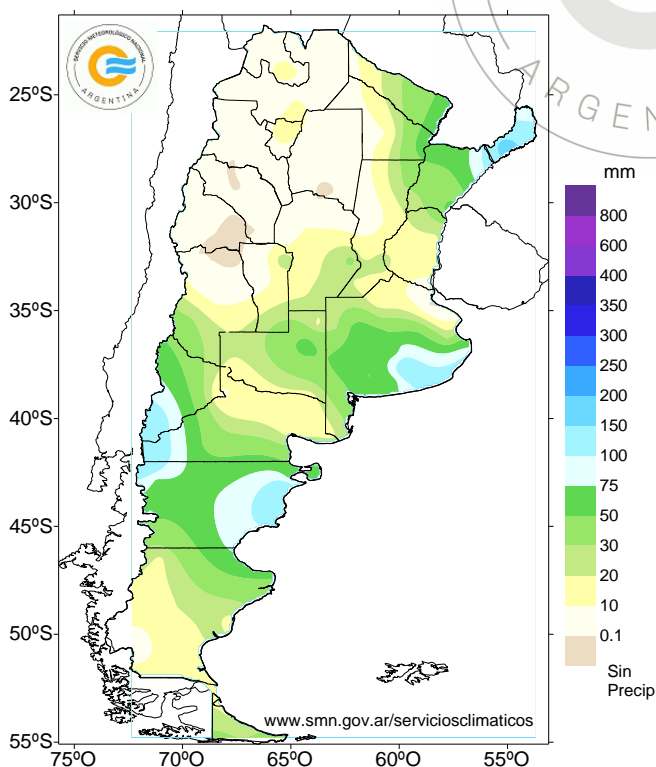 SERVICIO METEOROLÓGICO NACIONAL
ARGENTINA
ARGEN
25ºS
30ºS
35ºS
40ºS
45ºS
50ºS
55ºS
75ºO
70ºO
65ºO
60ºO
55ºO
www.smn.gov.ar/serviciosclimaticos
mm
800
600
400
350
300
250
200
150
100
75
50
30
20
10
0.1
Sin
Precip